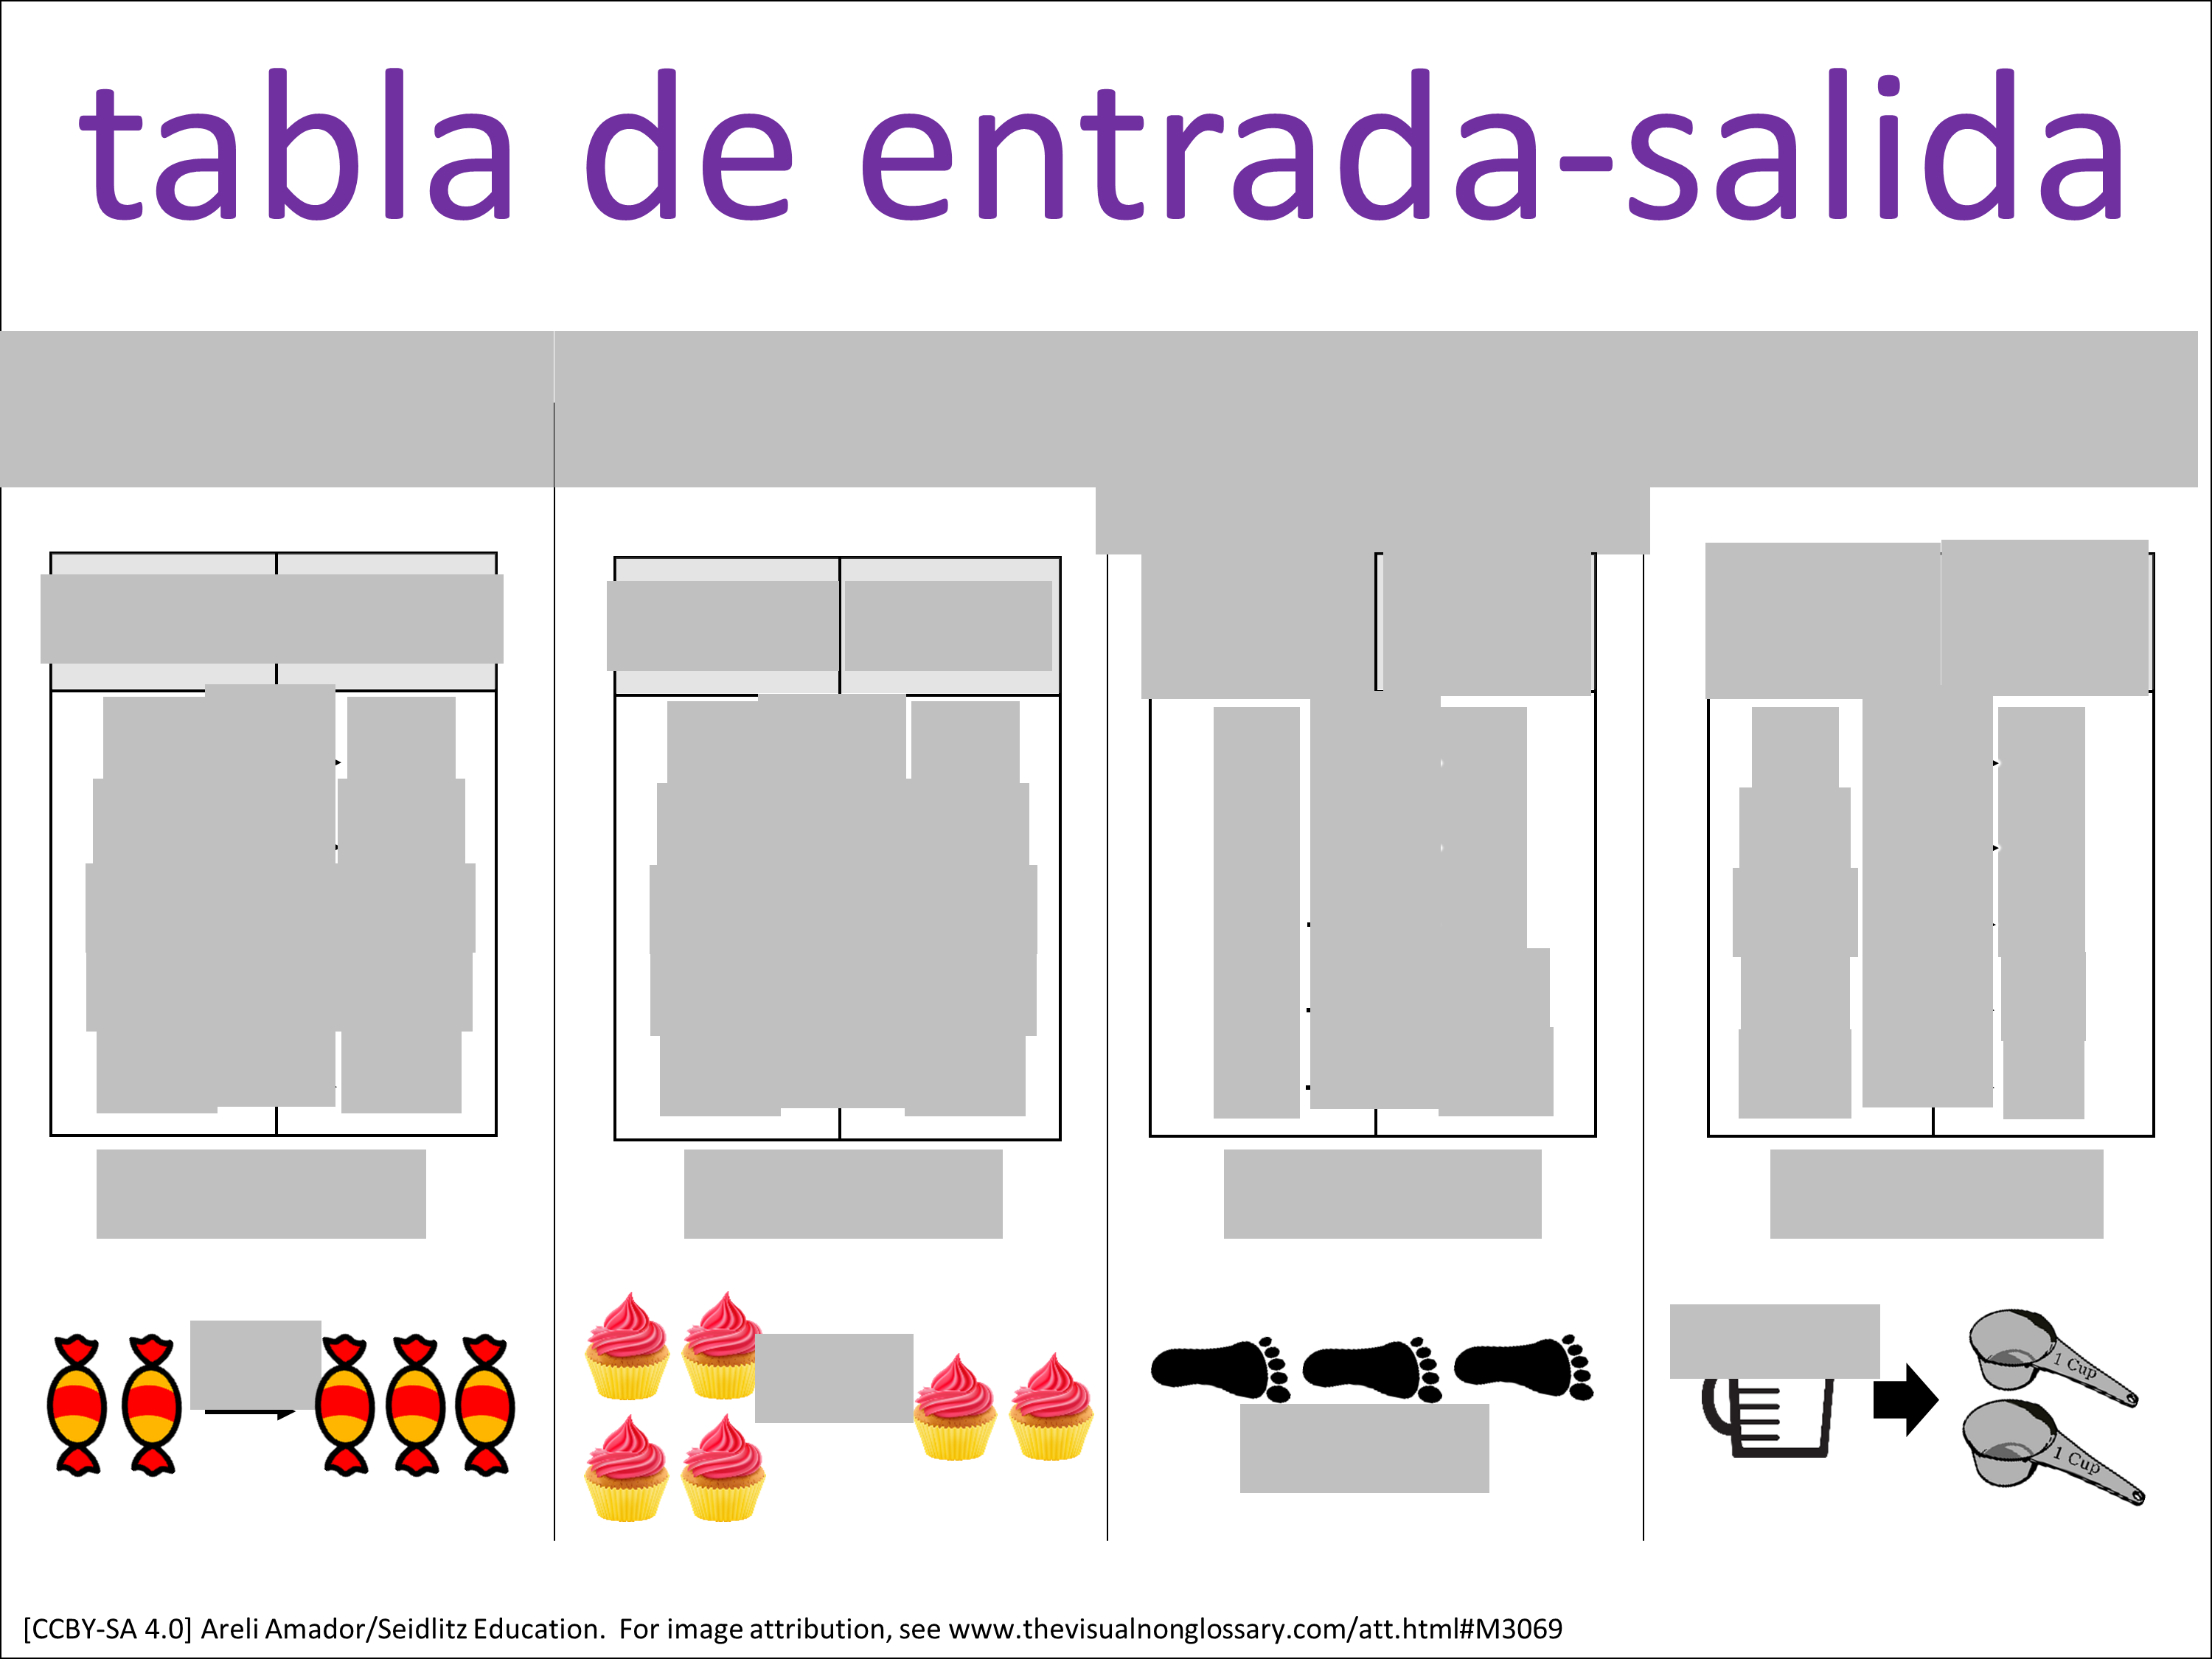 tabla de entrada-salida
1 Cup
1 Cup
[CCBY-SA 4.0] Areli Amador/Seidlitz Education.  For image attribution, see www.thevisualnonglossary.com/att.html#M3069